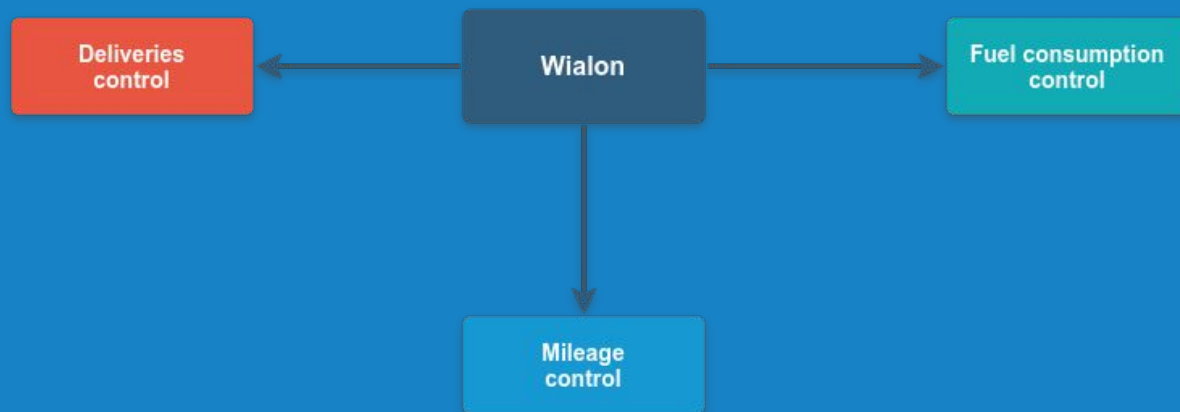 Deliveries
control
Wialon
Fuel consumption
control
Mileage
control